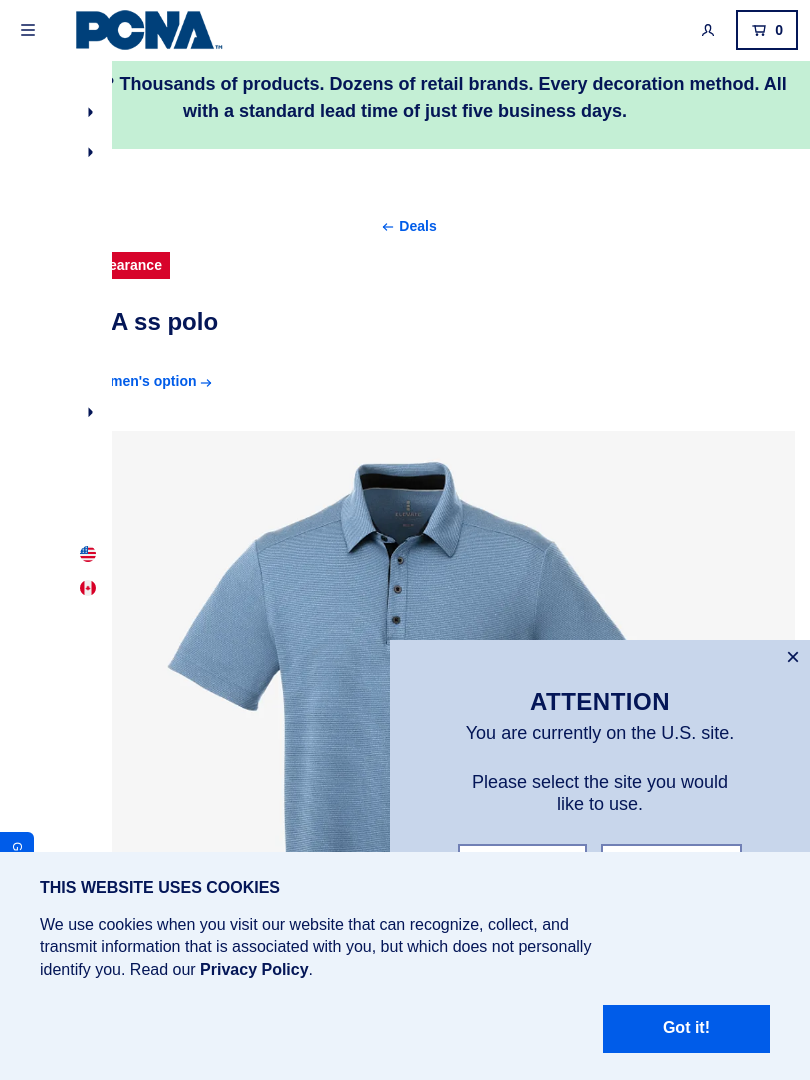 PCNA™
0
? Thousands of products. Dozens of retail brands. Every decoration method. All
with a standard lead time of just five business days.
← Deals
earance
A ss polo
men's option →
ELEVATE
ATTENTION
You are currently on the U.S. site.
Please select the site you would
like to use.
G
THIS WEBSITE USES COOKIES
We use cookies when you visit our website that can recognize, collect, and
transmit information that is associated with you, but which does not personally
identify you. Read our Privacy Policy.
Got it!